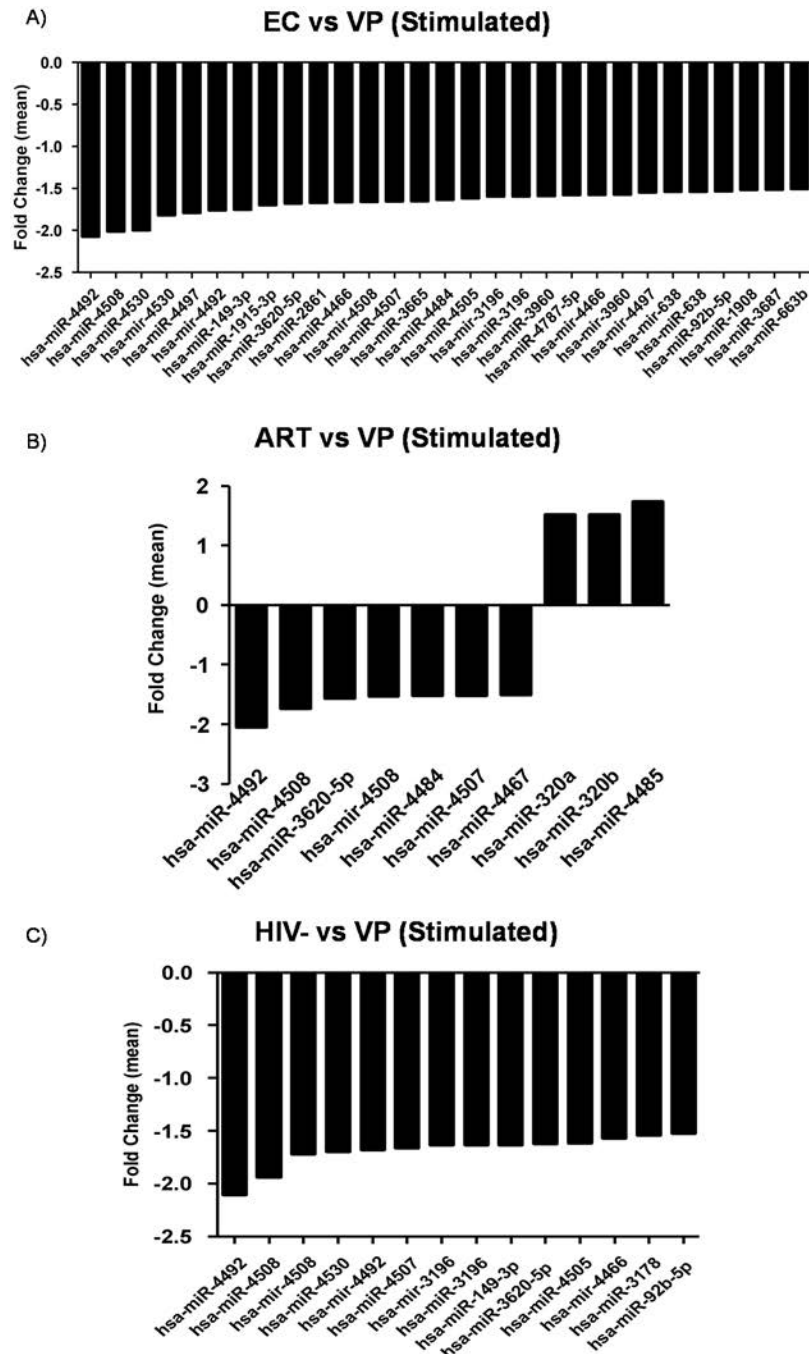 A)
EC vs VP (Stimulated)
Fold Change (mean)
0.0
-0.5
-1.0
-1.5
-2.0
-2.5
hsa-miR-4492
hsa-miR-4508
hsa-miR-4530
hsa-mir-4530
hsa-miR-4497
hsa-mir-4492
hsa-miR-149-3p
hsa-miR-1915-3p
hsa-miR-3620-5p
hsa-miR-2861
hsa-miR-4466
hsa-mir-4508
hsa-miR-4507
hsa-miR-3665
hsa-miR-4484
hsa-miR-4505
hsa-mir-3196
hsa-miR-3196
hsa-miR-3960
hsa-miR-4787-5p
hsa-mir-4466
hsa-mir-3960
hsa-mir-4497
hsa-mir-638
hsa-miR-638
hsa-miR-92b-5p
hsa-miR-1908
hsa-miR-3687
hsa-miR-663b
B)
ART vs VP (Stimulated)
Fold Change (mean)
2
1
0
-1
-2
-3
hsa-miR-4492
hsa-miR-4508
hsa-miR-3620-5p
hsa-mir-4508
hsa-miR-4484
hsa-miR-4507
hsa-miR-4467
hsa-miR-320a
hsa-miR-320b
hsa-miR-4485
C)
HIV- vs VP (Stimulated)
Fold Change (mean)
0.0
-0.5
-1.0
-1.5
-2.0
-2.5
hsa-miR-4492
hsa-miR-4508
hsa-mir-4508
hsa-miR-4530
hsa-mir-4492
hsa-miR-4507
hsa-mir-3196
hsa-miR-3196
hsa-miR-149-3p
hsa-miR-3620-5p
hsa-miR-4505
hsa-mir-4466
hsa-miR-3178
hsa-miR-92b-5p